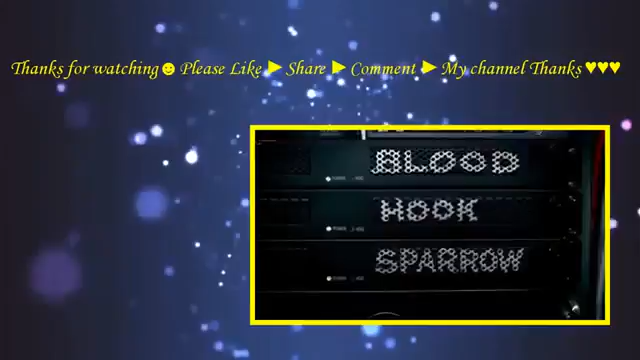 Thanks for watching☻Please Like ► Share ► Comment ► My channel Thanks ♥♥♥
BLOOD
HOOK
SPARROW